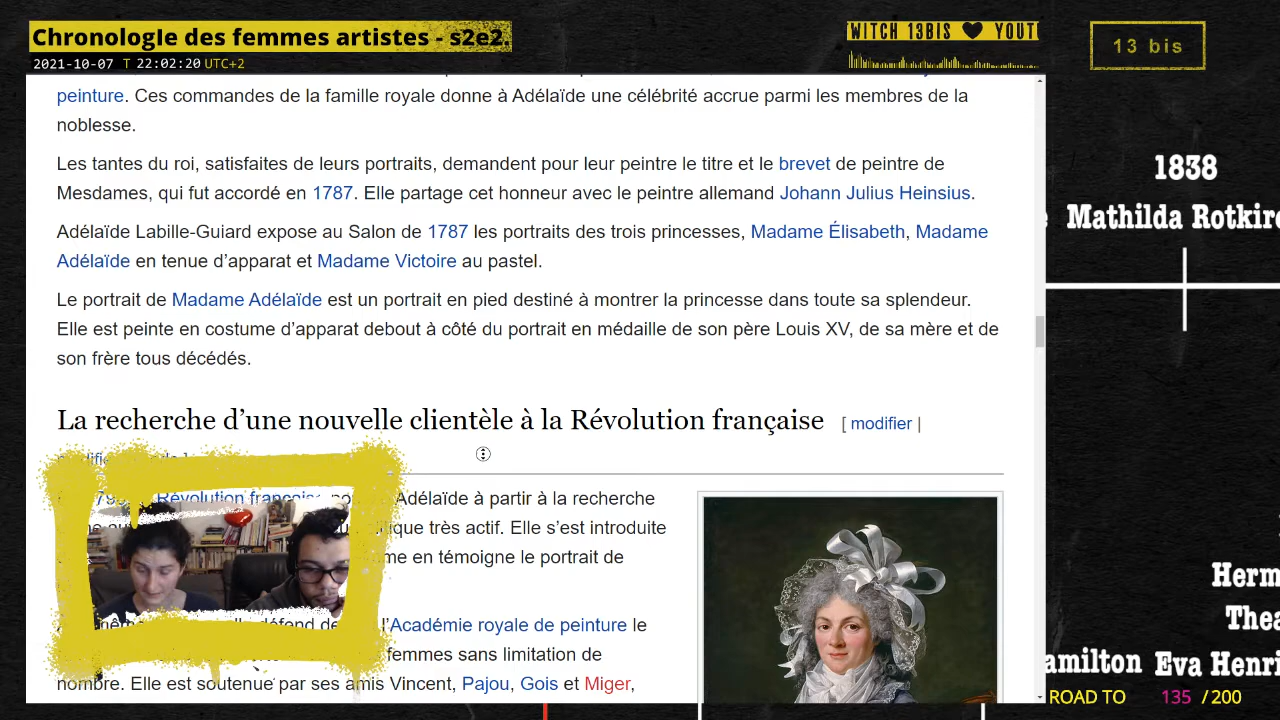 Chronologie des femmes artistes - s2e2
2021-10-07 T 22:02:20 UTC+2
WITCH 13BIS YOUT
13 bis
peinture. Ces commandes de la famille royale donne à Adélaïde une célébrité accrue parmi les membres de la
noblesse.
Les tantes du roi, satisfaites de leurs portraits, demandent pour leur peintre le titre et le brevet de peintre de
Mesdames, qui fut accordé en 1787. Elle partage cet honneur avec le peintre allemand Johann Julius Heinsius.
Adélaïde Labille-Guiard expose au Salon de 1787 les portraits des trois princesses, Madame Élisabeth, Madame
Adélaïde en tenue d'apparat et Madame Victoire au pastel.
Le portrait de Madame Adélaïde est un portrait en pied destiné à montrer la princesse dans toute sa splendeur.
Elle est peinte en costume d'apparat debout à côté du portrait en médaille de son père Louis XV, de sa mère et de
son frère tous décédés.
La recherche d'une nouvelle clientèle à la Révolution française [ modifier |
Révolution Adélaïde à partir à la recherche
très actif. Elle s'est introduite
en témoigne le portrait de
défend l'Académie royale de peinture le
femmes sans limitation de
nombre. Elle est soutenue par ses amis Vincent, Pajou, Gois et Miger,
1838
Mathilda Rotkirc
Herm
Thea
amilton Eva Henri
ROAD TO 135 / 200